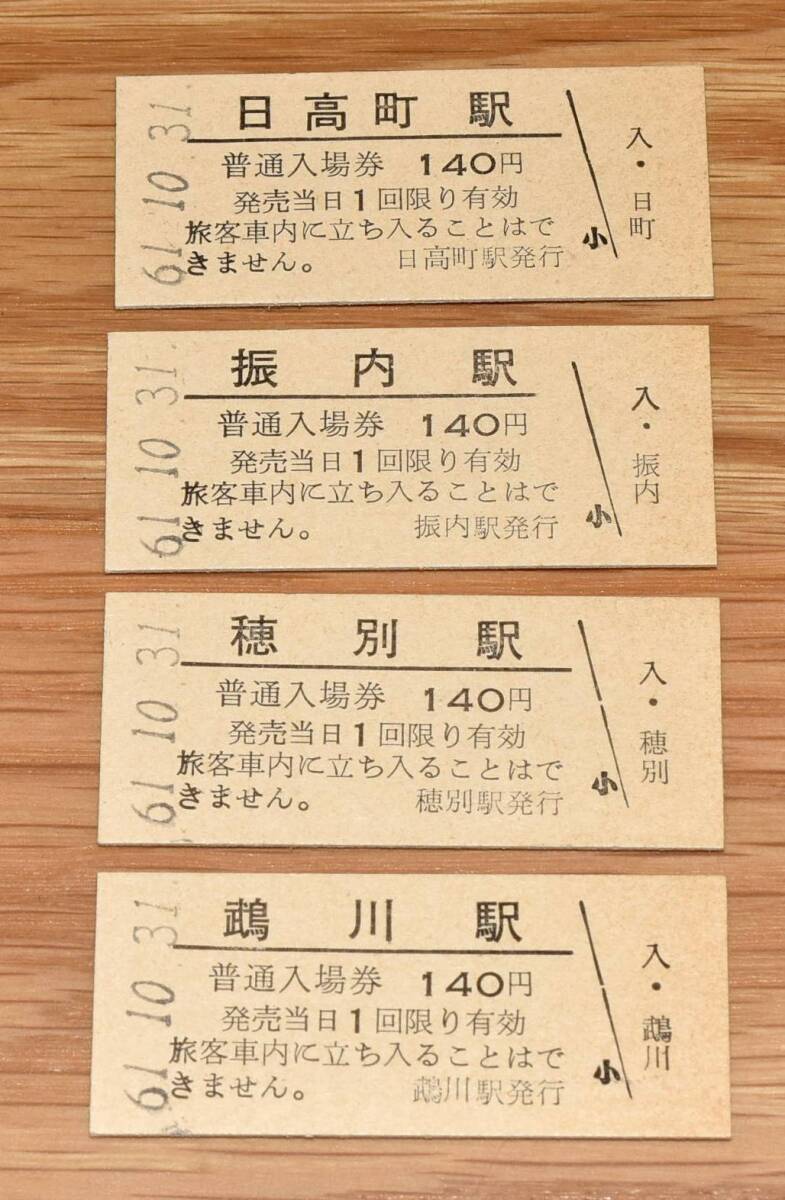 61.10.31
日高町駅
普通入場券 140円
発売当日1回限り有効
旅客車内に立ち入ることはで
きません。 日高町駅発行
小
入・日町
61.10.31
振内駅
普通入場券 140円
発売当日1回限り有効
旅客車内に立ち入ることはで
きません。 振内駅発行
小
入・振内
61.10.31
穂別駅
普通入場券 140円
発売当日1回限り有効
旅客車内に立ち入ることはで
きません。 穂別駅発行
小
入・穂別
61.10.31
鵡川駅
普通入場券 140円
発売当日1回限り有効
旅客車内に立ち入ることはで
きません。 鵡川駅発行
小
入・鵡川